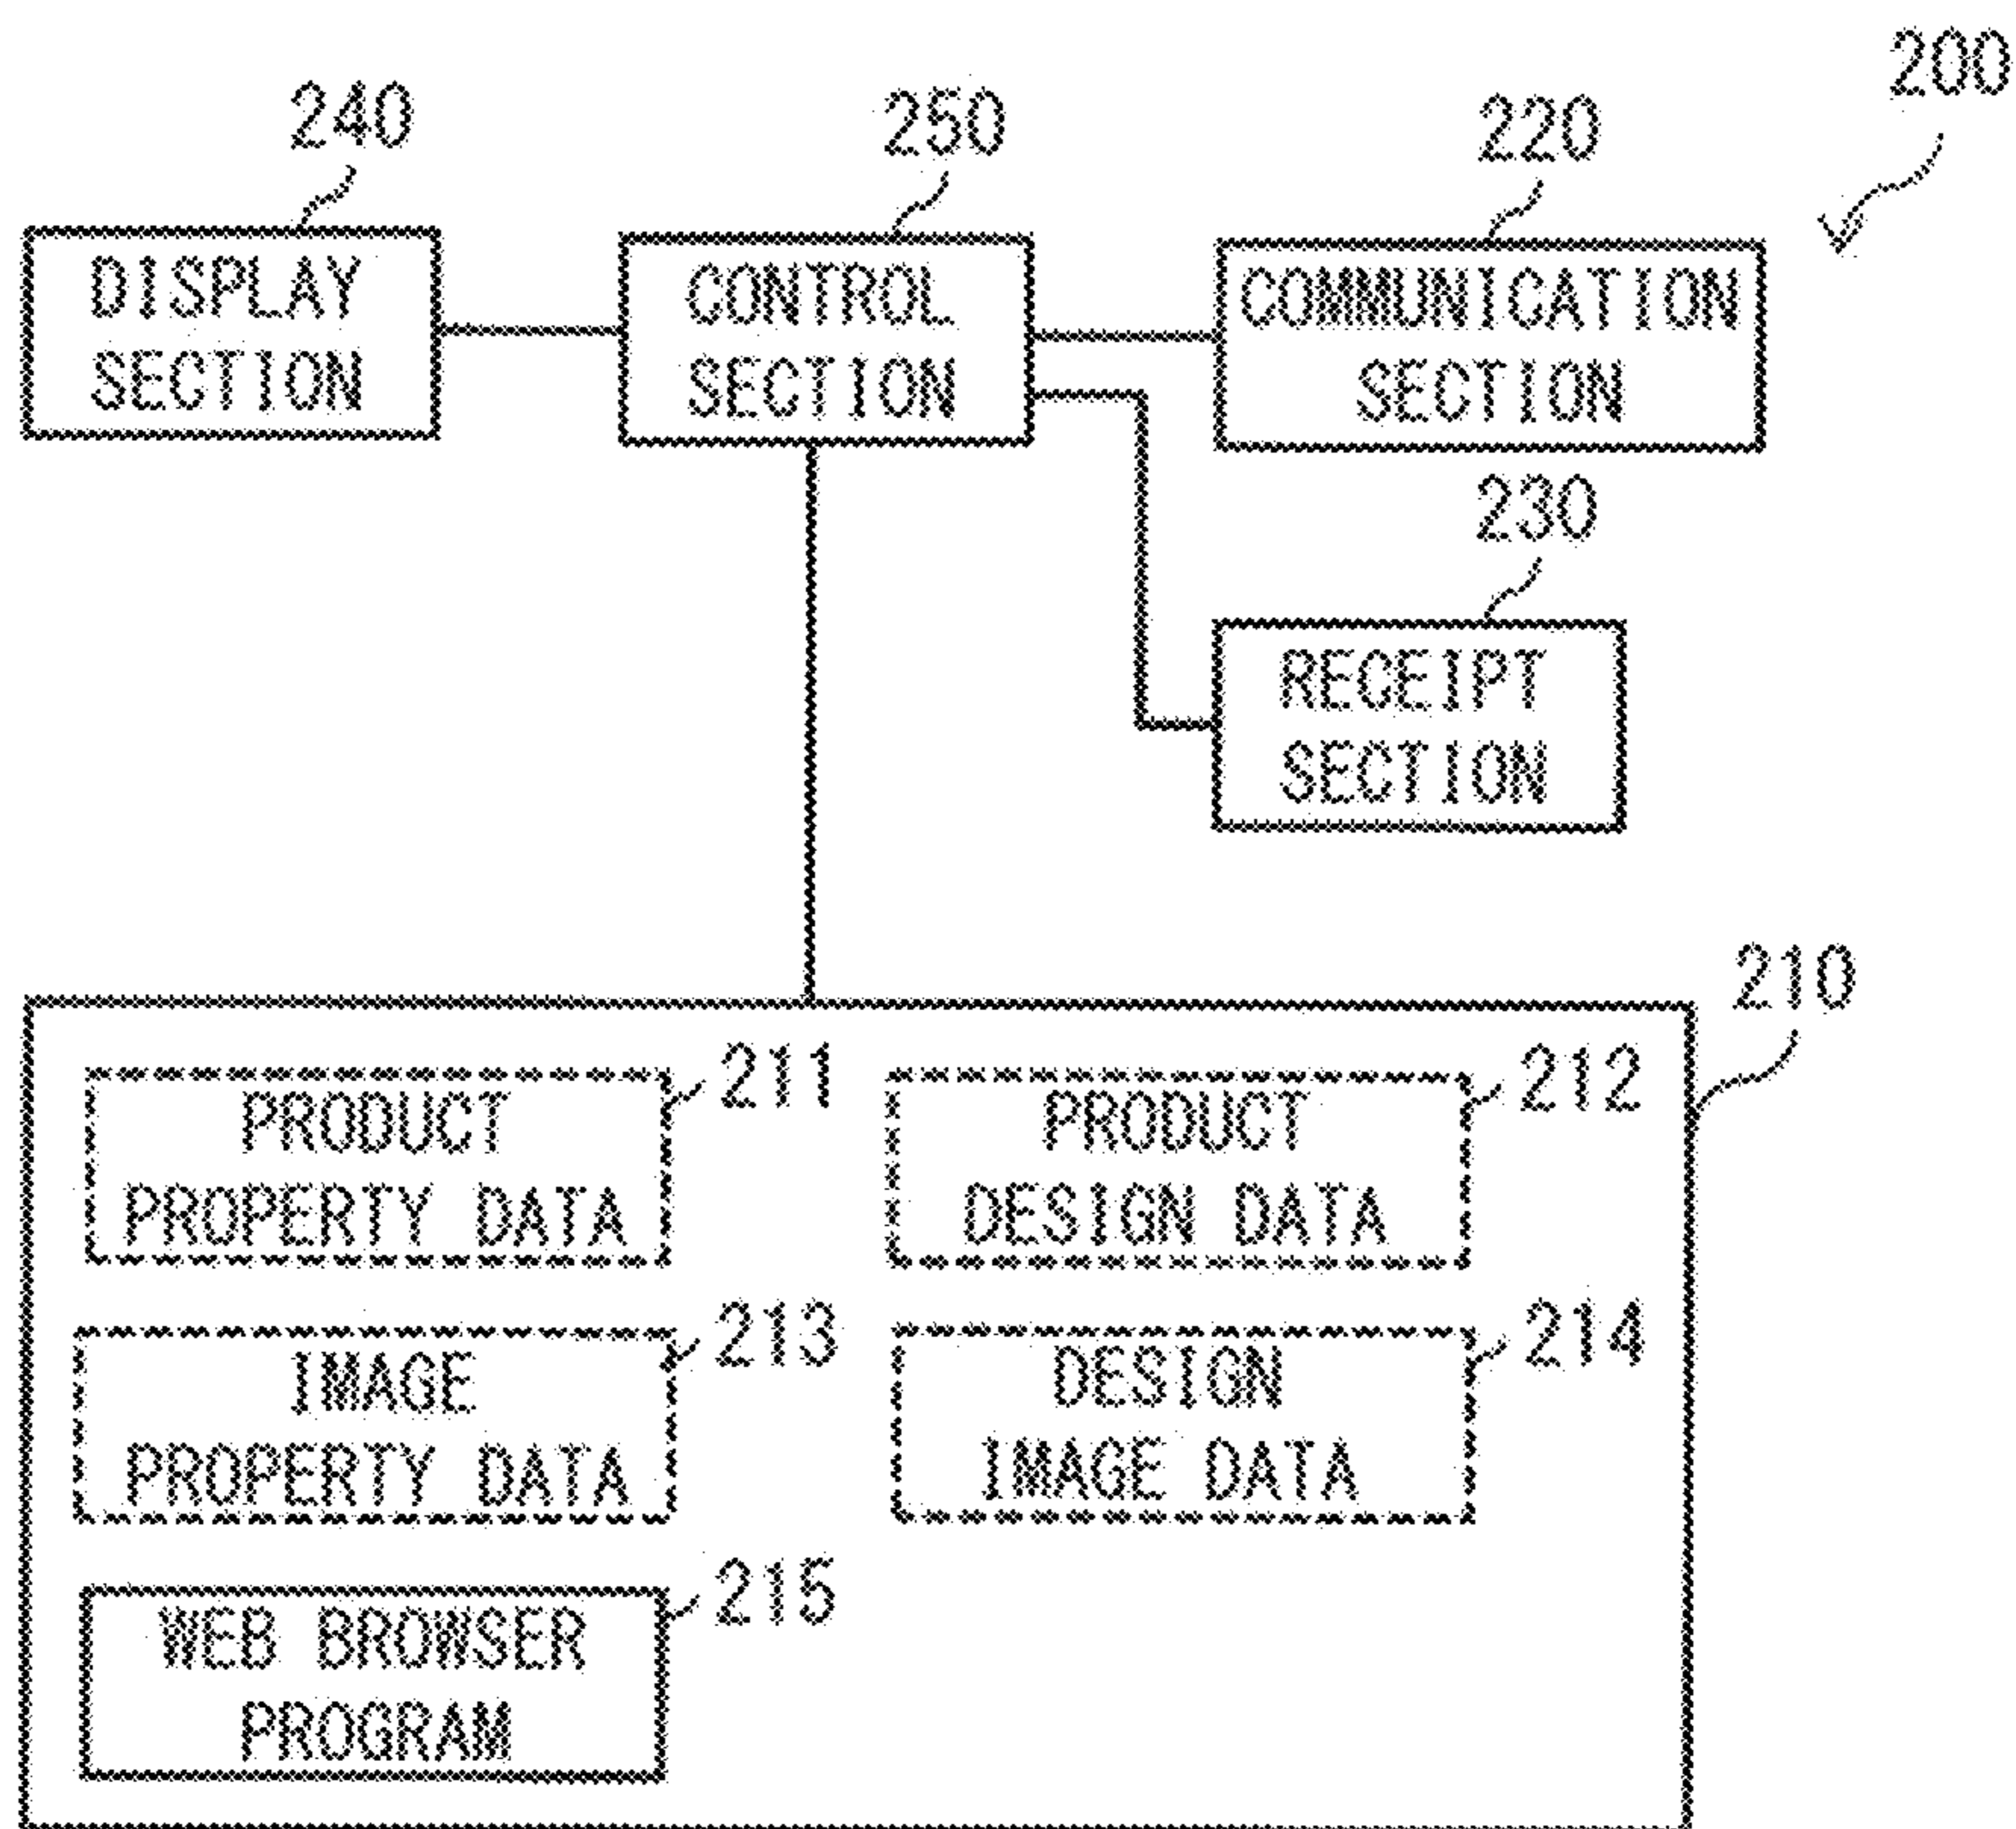 200
240
250
220
DISPLAY
SECTION
CONTROL
SECTION
COMMUNICATION
SECTION
230
RECEIPT
SECTION
210
211
PRODUCT
PROPERTY DATA
212
PRODUCT
DESIGN DATA
213
IMAGE
PROPERTY DATA
214
DESIGN
IMAGE DATA
215
WEB BROWSER
PROGRAM